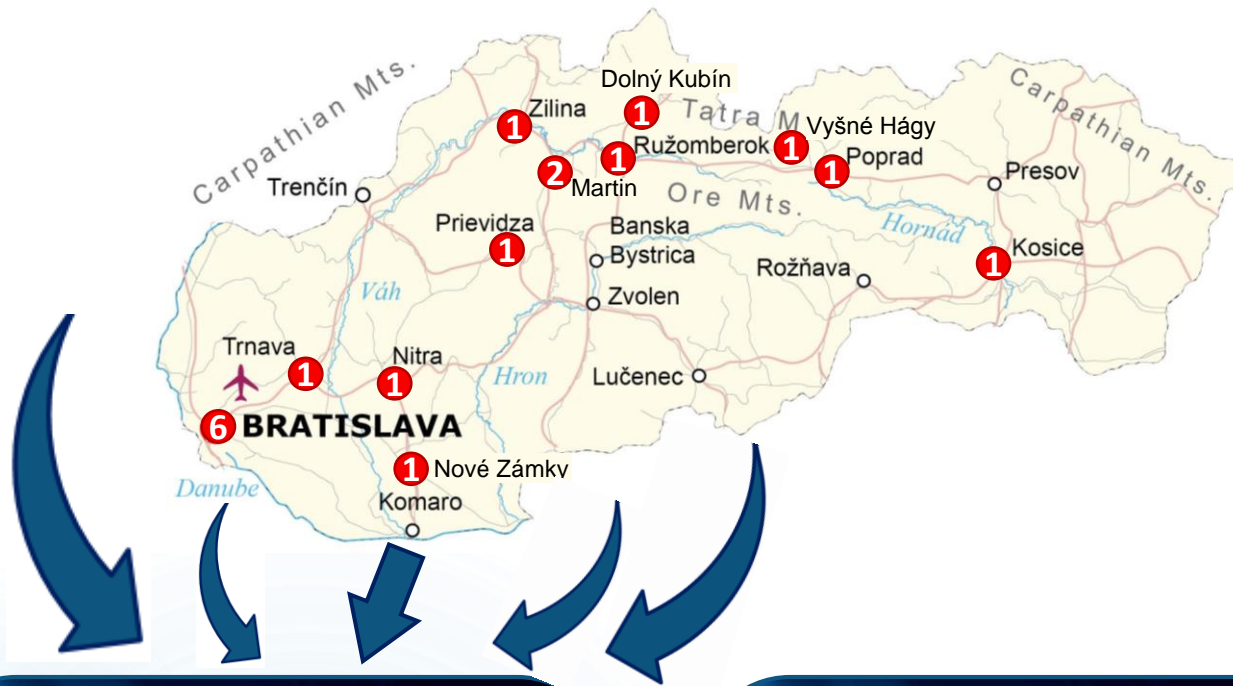 Carpathian Mts.
Dolný Kubín
1
Zilina
1
Tatra M
Carpathian Mts.
Vyšné Hágy
1
Ružomberok
1
Poprad
1
2
Martin
Trenčín
Presov
Ore Mts.
Prievidza
1
Banska
Bystrica
Hornád
Kosice
1
Rožňava
Zvolen
Váh
Trnava
1
Nitra
1
Hron
Lučenec
6 BRATISLAVA
1 Nové Zámky
Danube
Komaro